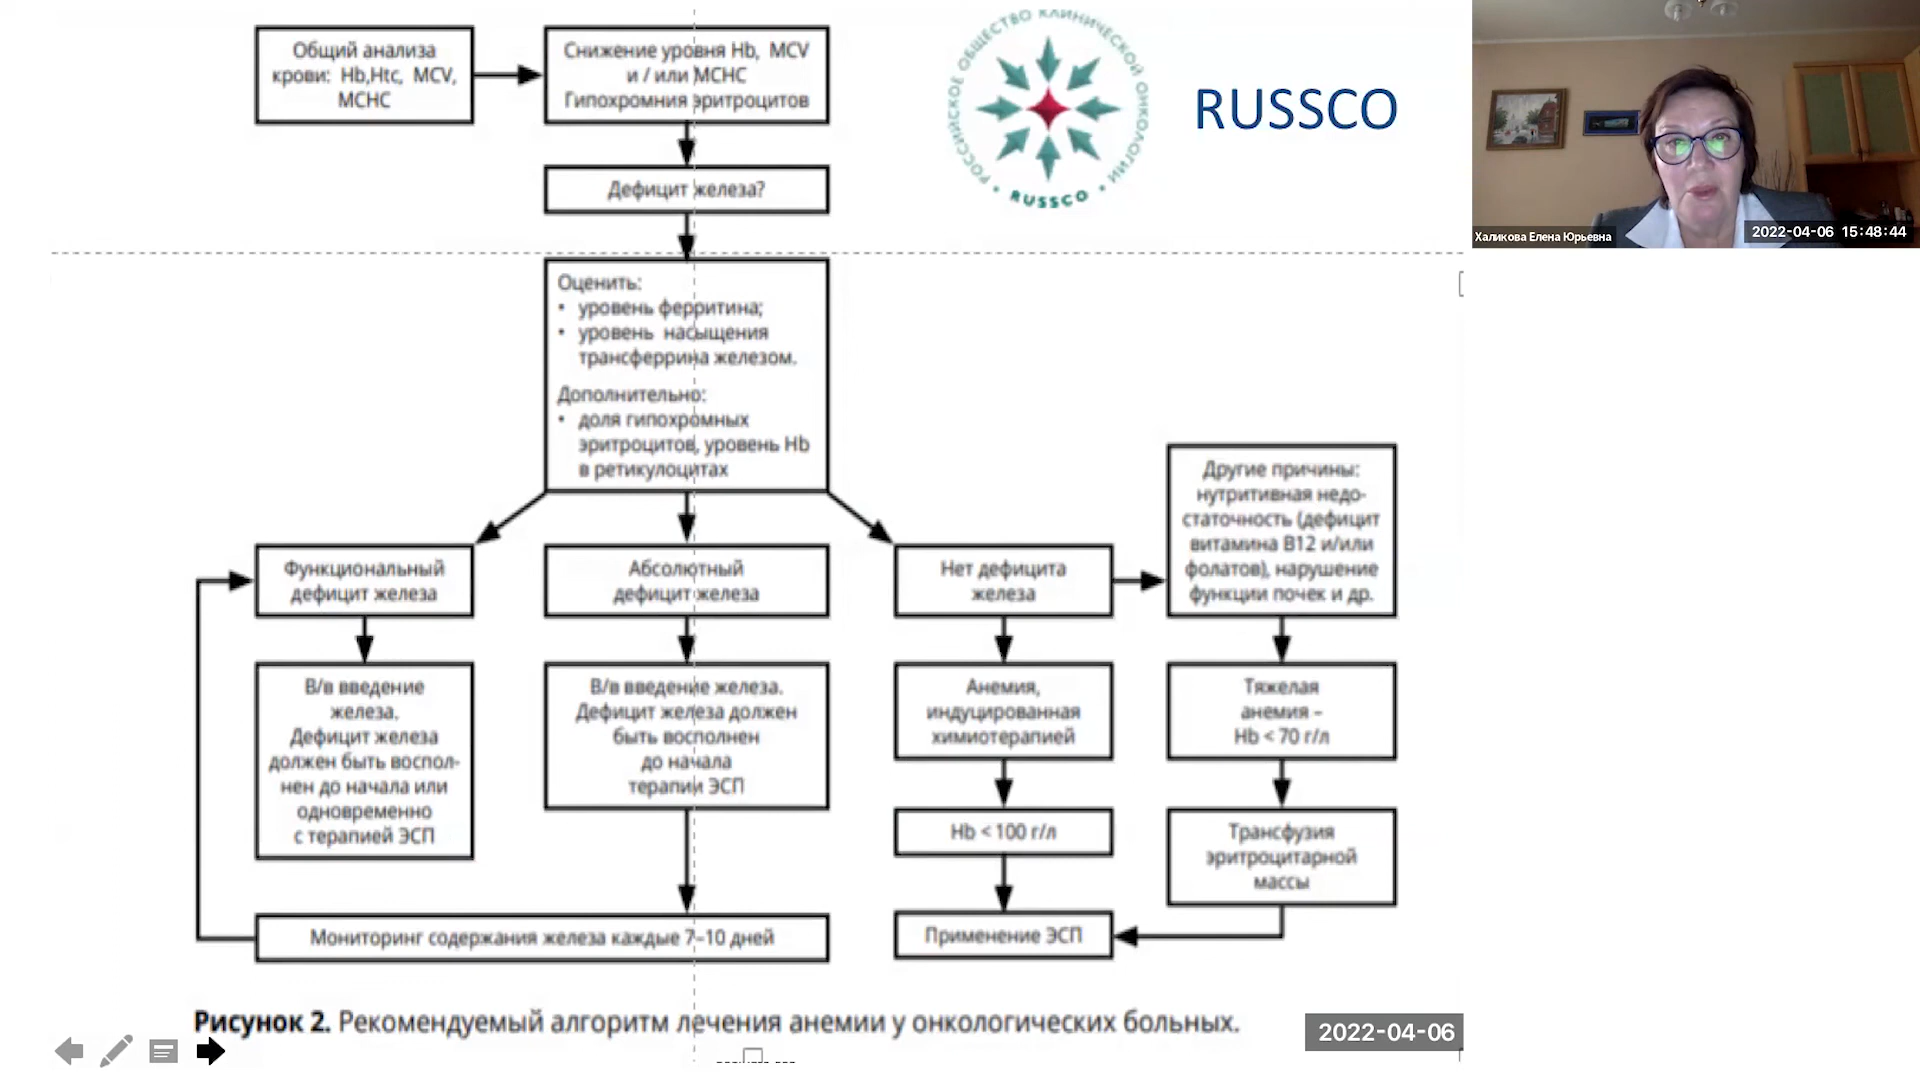 Общий анализа
крови: Hb,Htc, MCV,
MCHC
Снижение уровня Hb, MCV
и / или MCHC
Гипохромния эритроцитов
РОССИЙСКОЕ ОБЩЕСТВО КЛИНИЧЕСКОЙ ОНКОЛОГИИ
• RUSSCO •
RUSSCO
Халикова Елена Юрьевна
2022-04-06 15:48:44
Дефицит железа?
Оценить:
• уровень ферритина;
• уровень насыщения
трансферрина железом.
Дополнительно:
• доля гипохромных
эритроцитов, уровень Hb
в ретикулоцитах
Функциональный
дефицит железа
Абсолютный
дефицит железа
Нет дефицита
железа
Другие причины:
нутритивная недо-
статочность (дефицит
витамина B12 и/или
фолатов), нарушение
функции почек и др.
В/в введение
железа.
Дефицит железа
должен быть воспол-
нен до начала или
одновременно
с терапией ЭСП
В/в введение железа.
Дефицит железа должен
быть восполнен
до начала
терапии ЭСП
Анемия,
индуцированная
химиотерапией
Тяжелая
анемия –
Hb < 70 г/л
Hb < 100 г/л
Трансфузия
эритроцитарной
массы
Мониторинг содержания железа каждые 7–10 дней
Применение ЭСП
Рисунок 2. Рекомендуемый алгоритм лечения анемии у онкологических больных.
2022-04-06